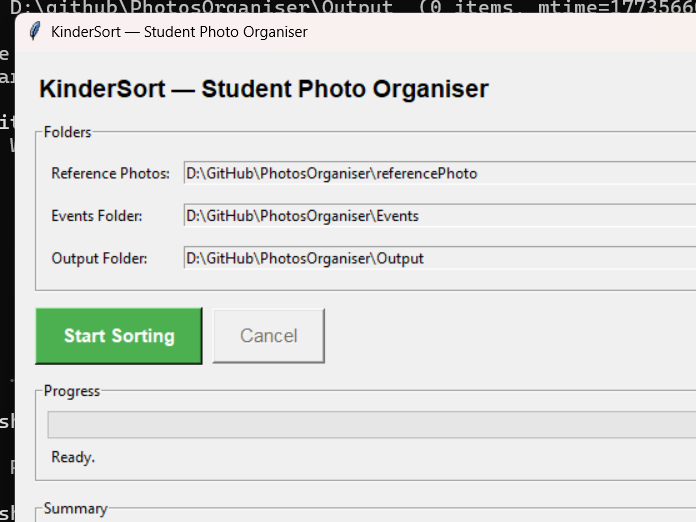 D:\github\PhotosOrganiser\Output (0 items, mtime=1773566
KinderSort — Student Photo Organiser
KinderSort — Student Photo Organiser
Folders
Reference Photos: D:\GitHub\PhotosOrganiser\referencePhoto
Events Folder: D:\GitHub\PhotosOrganiser\Events
Output Folder: D:\GitHub\PhotosOrganiser\Output
Start Sorting Cancel
Progress
Ready.
Summary